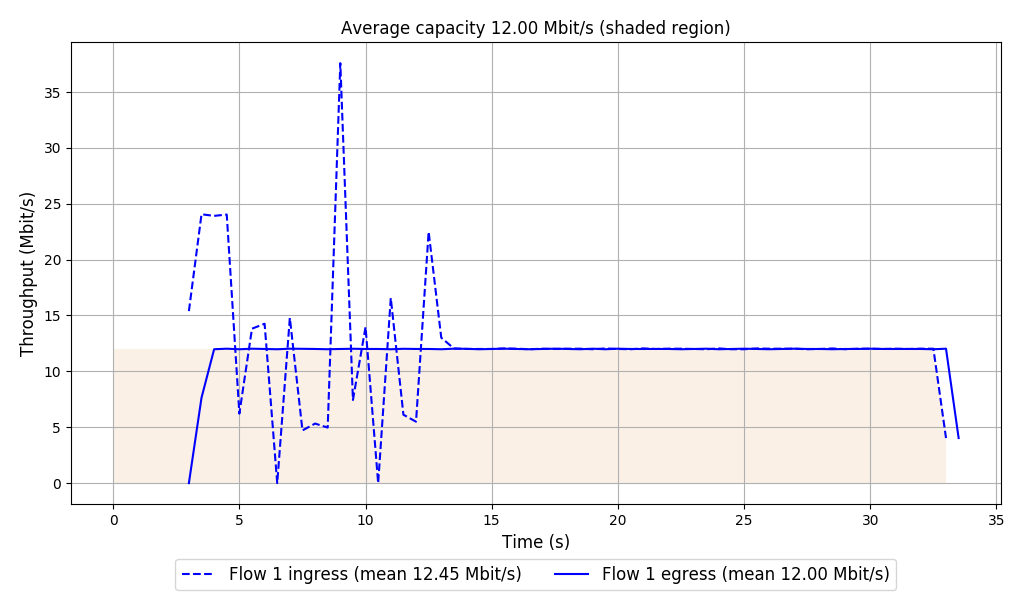 Average capacity 12.00 Mbit/s (shaded region)
Throughput (Mbit/s)
35
30
25
20
15
10
5
0
0 5 10 15 20 25 30 35
Time (s)
Flow 1 ingress (mean 12.45 Mbit/s) Flow 1 egress (mean 12.00 Mbit/s)